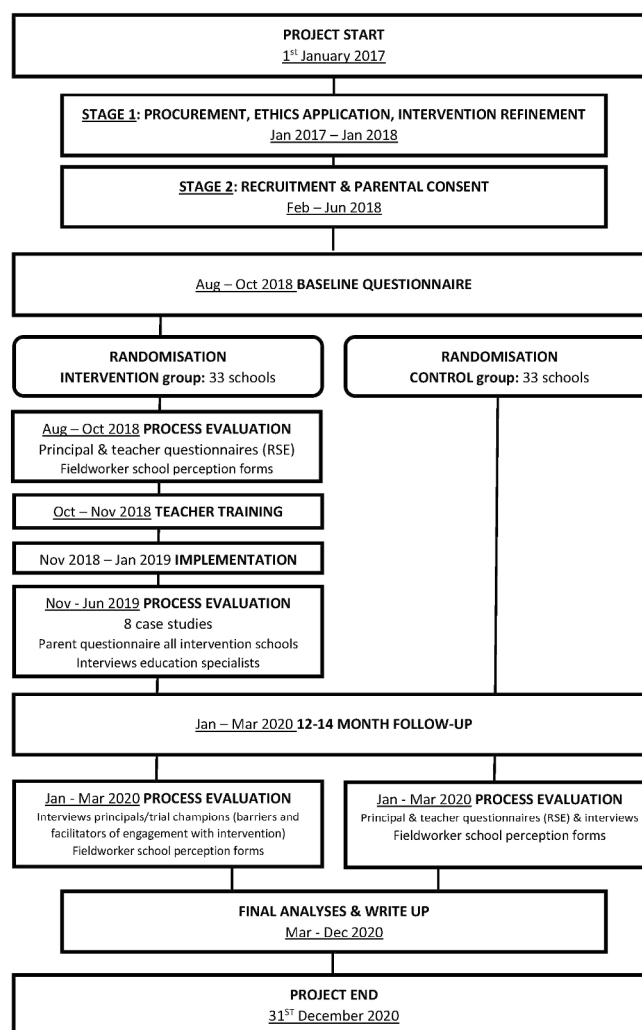 PROJECT START
1st January 2017
STAGE 1: PROCUREMENT, ETHICS APPLICATION, INTERVENTION REFINEMENT
Jan 2017 – Jan 2018
STAGE 2: RECRUITMENT & PARENTAL CONSENT
Feb – Jun 2018
Aug – Oct 2018 BASELINE QUESTIONNAIRE
RANDOMISATION
INTERVENTION group: 33 schools
RANDOMISATION
CONTROL group: 33 schools
Aug – Oct 2018 PROCESS EVALUATION
Principal & teacher questionnaires (RSE)
Fieldworker school perception forms
Oct – Nov 2018 TEACHER TRAINING
Nov 2018 – Jan 2019 IMPLEMENTATION
Nov - Jun 2019 PROCESS EVALUATION
8 case studies
Parent questionnaire all intervention schools
Interviews education specialists
Jan – Mar 2020 12-14 MONTH FOLLOW-UP
Jan - Mar 2020 PROCESS EVALUATION
Interviews principals/trial champions (barriers and
facilitators of engagement with intervention)
Fieldworker school perception forms
Jan - Mar 2020 PROCESS EVALUATION
Principal & teacher questionnaires (RSE) & interviews
Fieldworker school perception forms
FINAL ANALYSES & WRITE UP
Mar - Dec 2020
PROJECT END
31ST December 2020